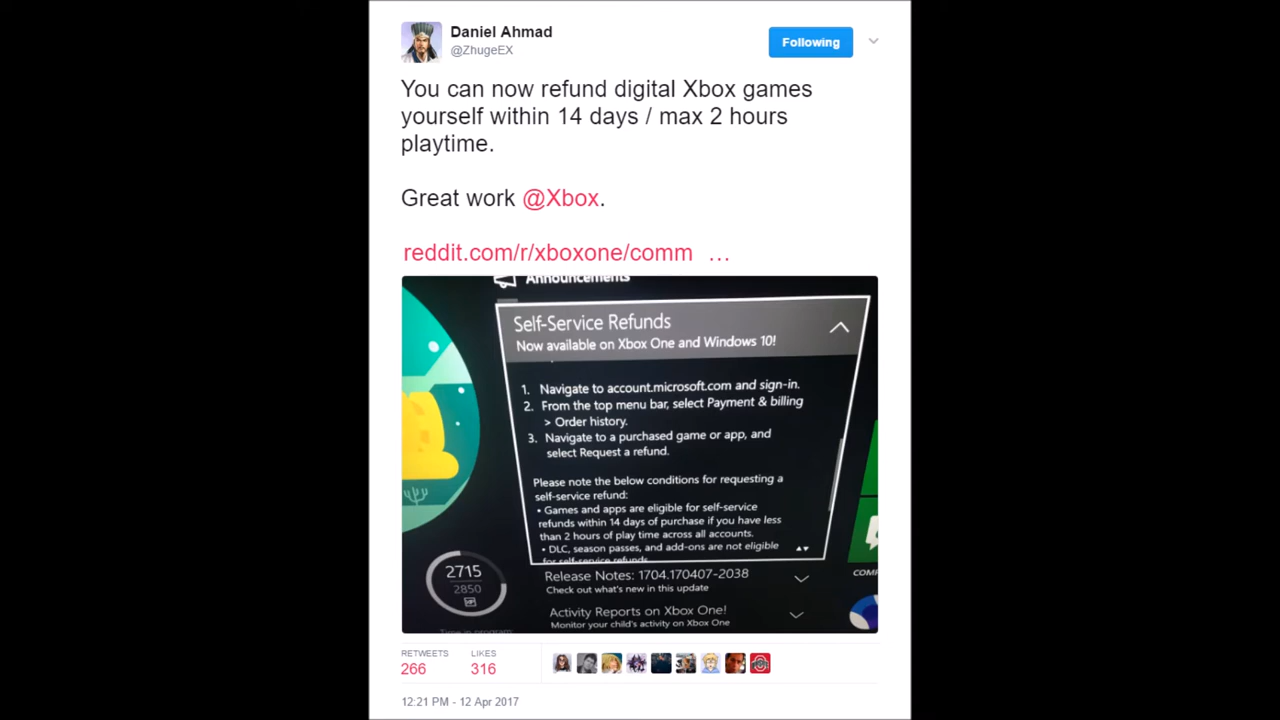 Daniel Ahmad
@ZhugeEX
Following
You can now refund digital Xbox games
yourself within 14 days / max 2 hours
playtime.
Great work @Xbox.
reddit.com/r/xboxone/comm …
Announcements
Self-Service Refunds
Now available on Xbox One and Windows 10!
1. Navigate to account.microsoft.com and sign-in.
2. From the top menu bar, select Payment & billing
> Order history.
3. Navigate to a purchased game or app, and
select Request a refund.
Please note the below conditions for requesting a
self-service refund:
• Games and apps are eligible for self-service
refunds within 14 days of purchase if you have less
than 2 hours of play time across all accounts.
• DLC, season passes, and add-ons are not eligible
for self-service refunds
2715
2850
Release Notes: 1704.170407-2038
Check out what's new in this update
Activity Reports on Xbox One!
Monitor your child's activity on Xbox One
Time in program
RETWEETS
266
LIKES
316
12:21 PM - 12 Apr 2017